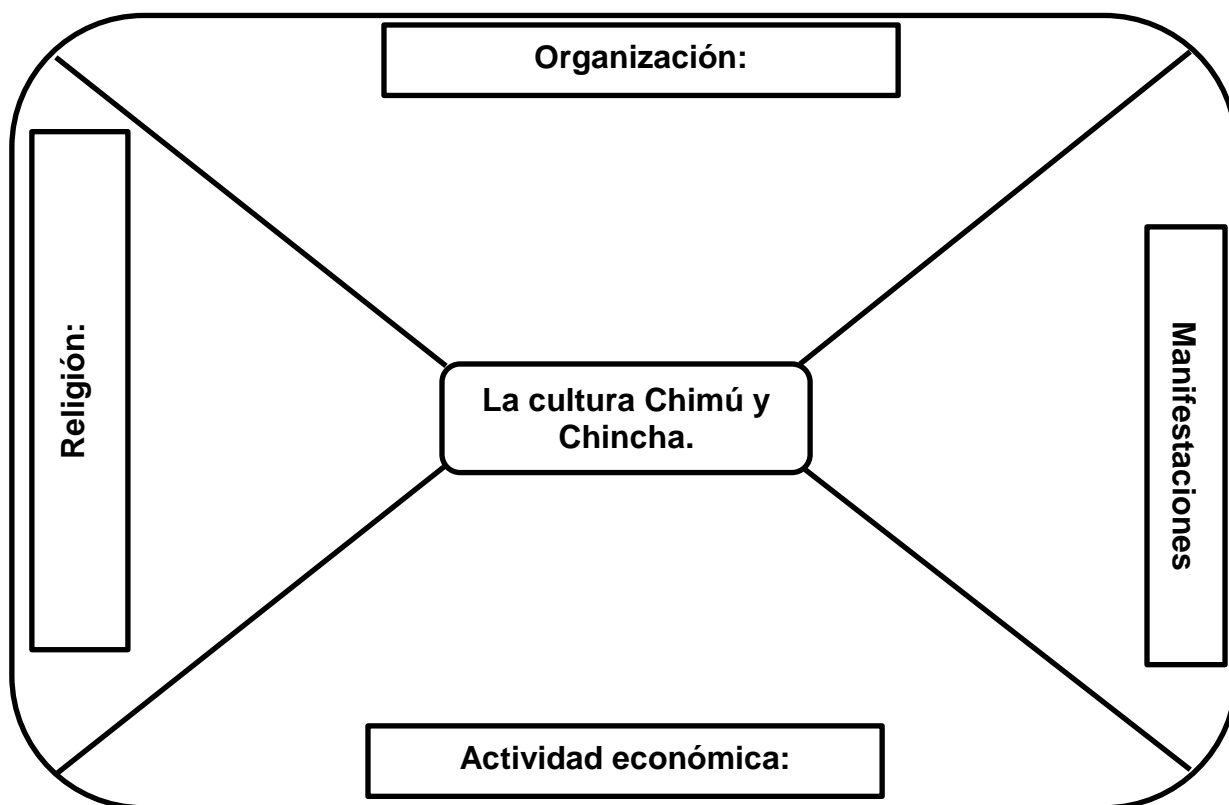 Organización:
Religión:
La cultura Chimú y
Chincha.
Manifestaciones
Actividad económica: